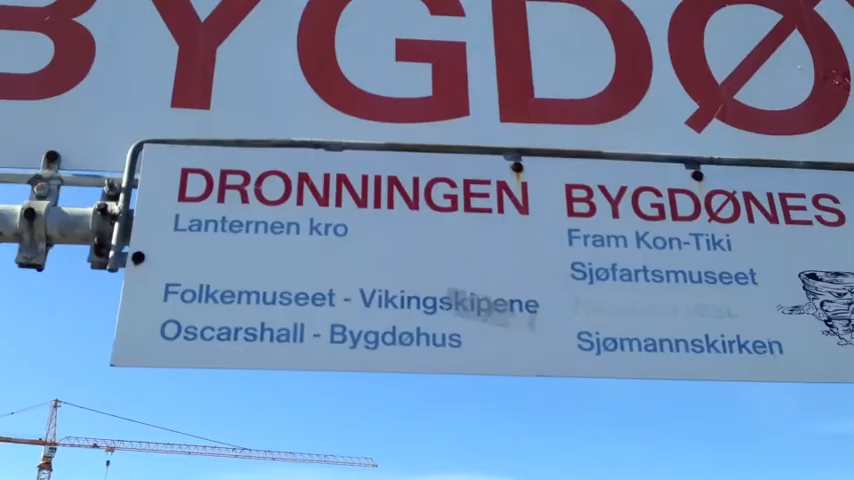 BYGDØ
DRONNINGEN
Lanternen kro
Folkemuseet - Vikingskipene
Oscarshall - Bygdøhus
BYGDØNES
Fram Kon-Tiki
Sjøfartsmuseet
Sjømannskirken